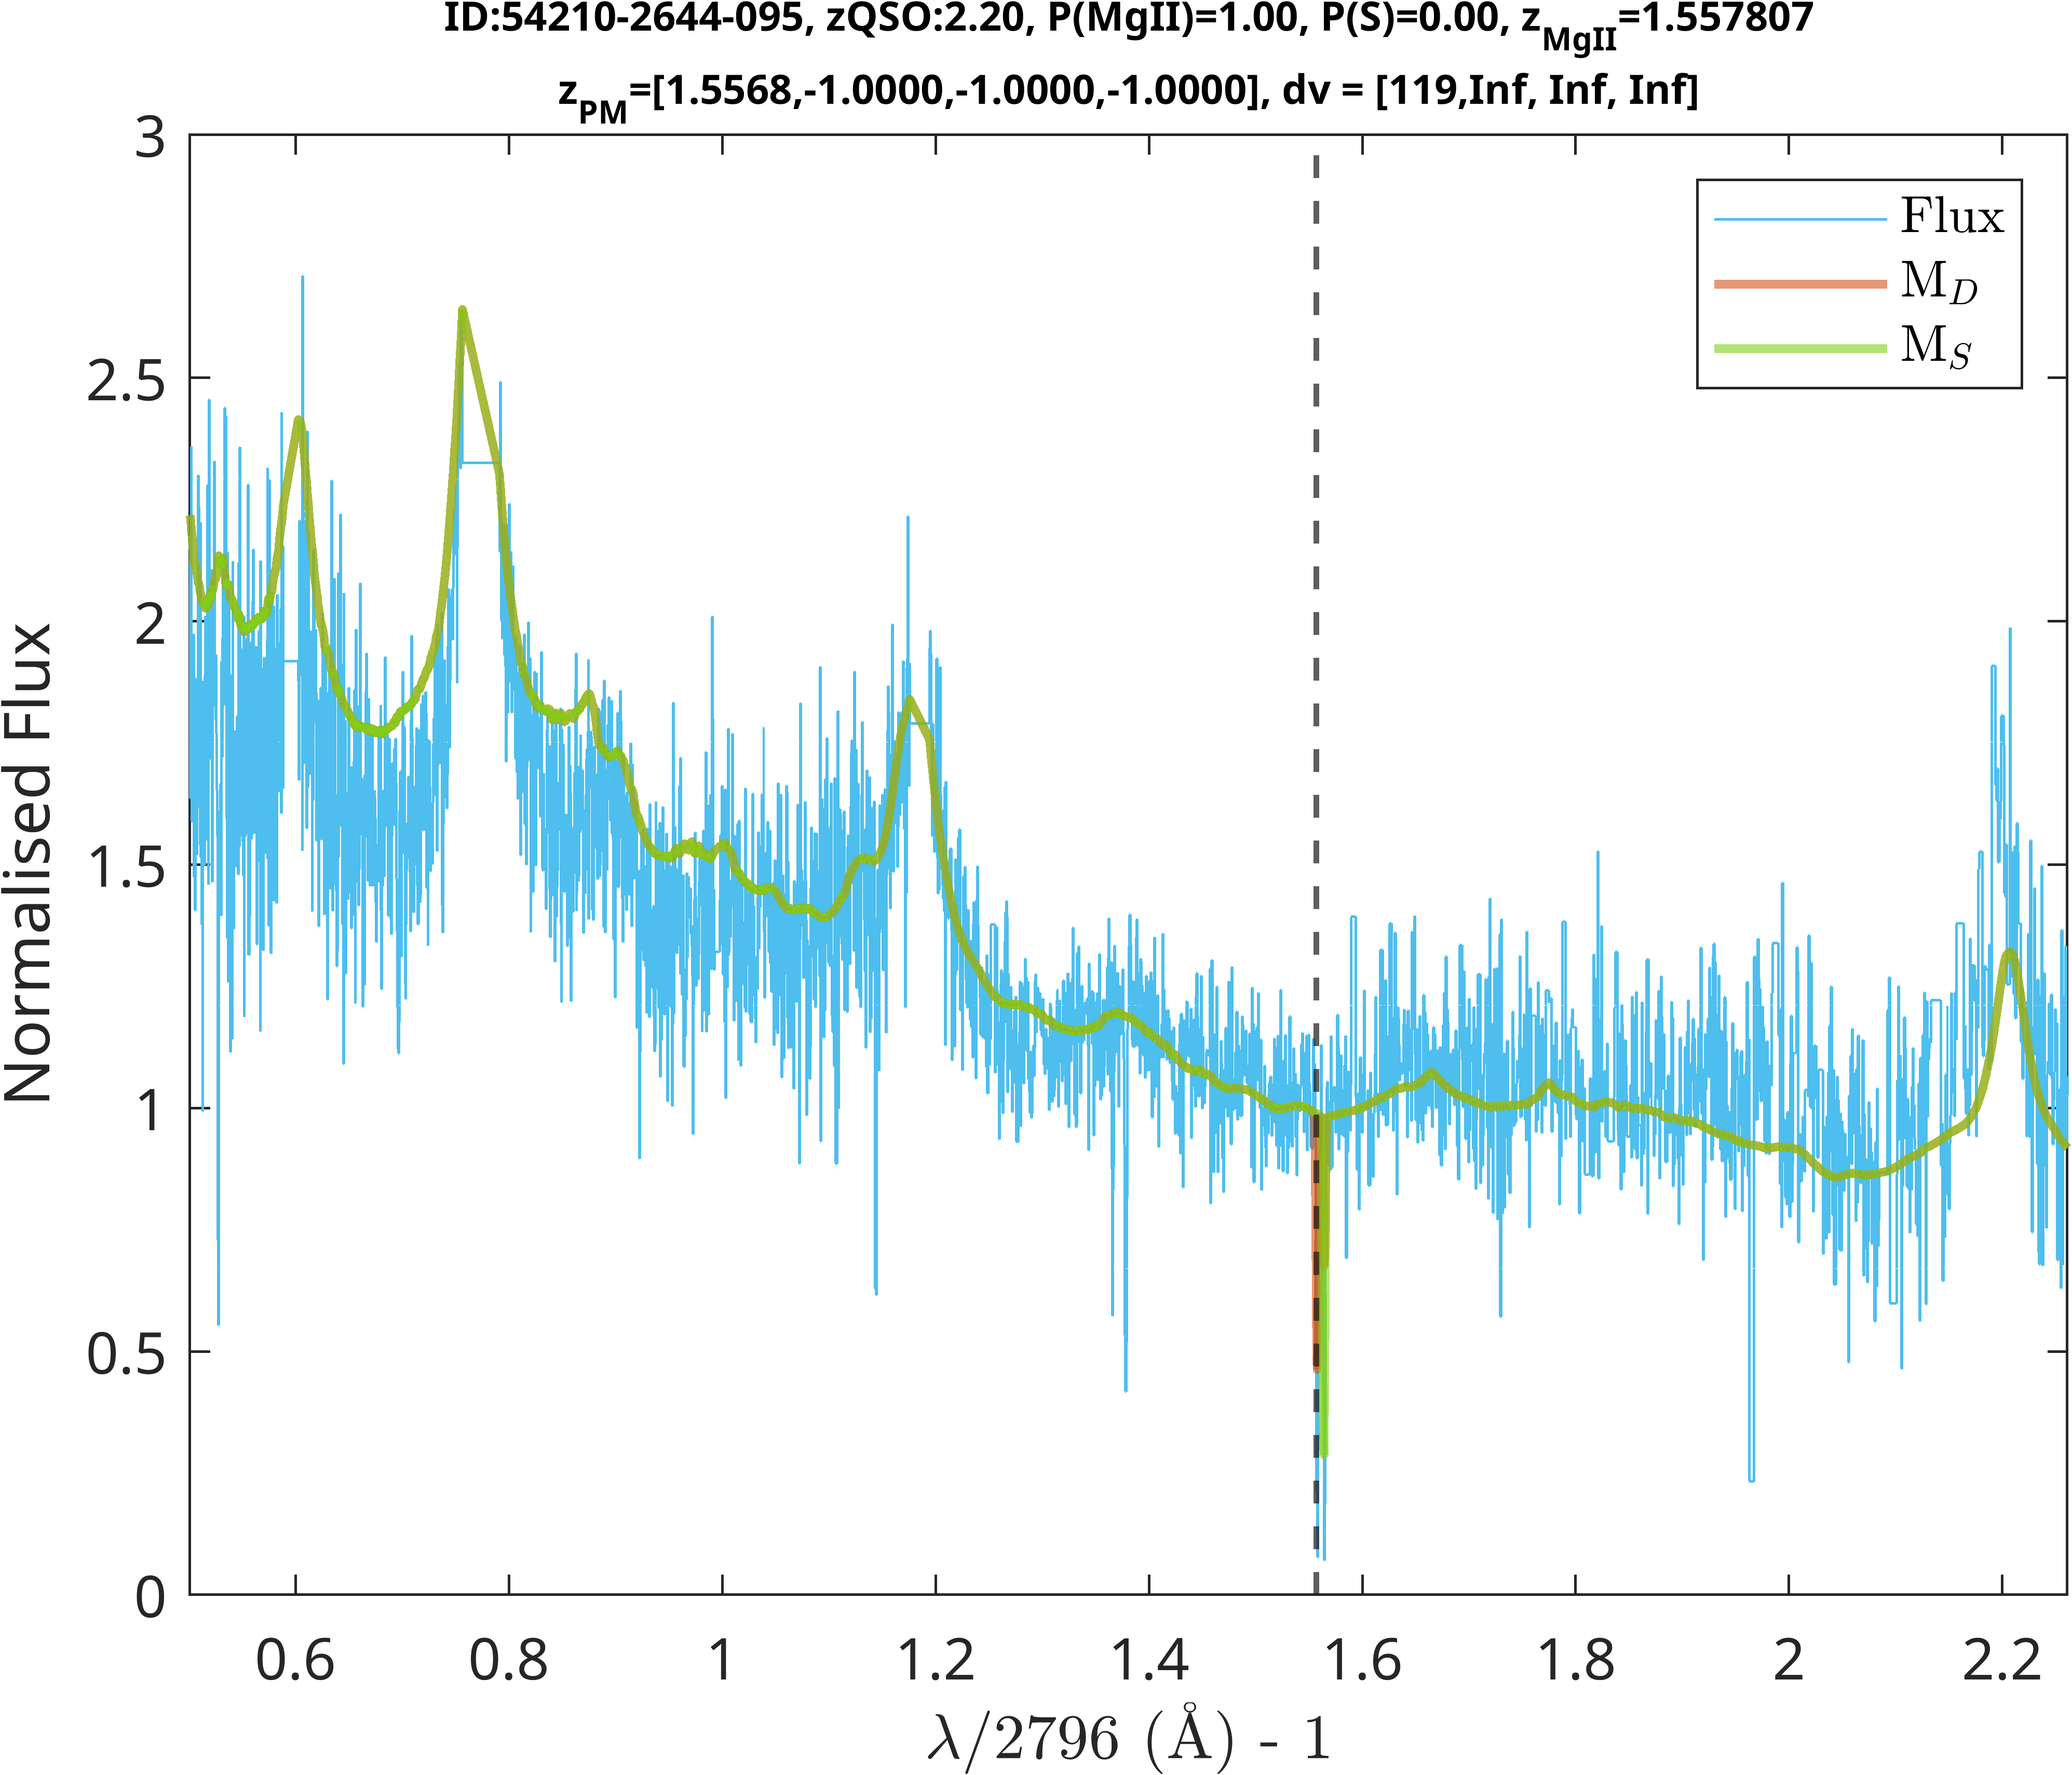 ID:54210-2644-095, zQSO:2.20, P(MgII)=1.00, P(S)=0.00, zMgII=1.557807
zPM=[1.5568,-1.0000,-1.0000,-1.0000], dv = [119,Inf, Inf, Inf]
3
2.5
2
1.5
1
0.5
0
Normalised Flux
Flux
MD
MS
0.6 0.8 1 1.2 1.4 1.6 1.8 2 2.2
λ/2796 (Å) - 1